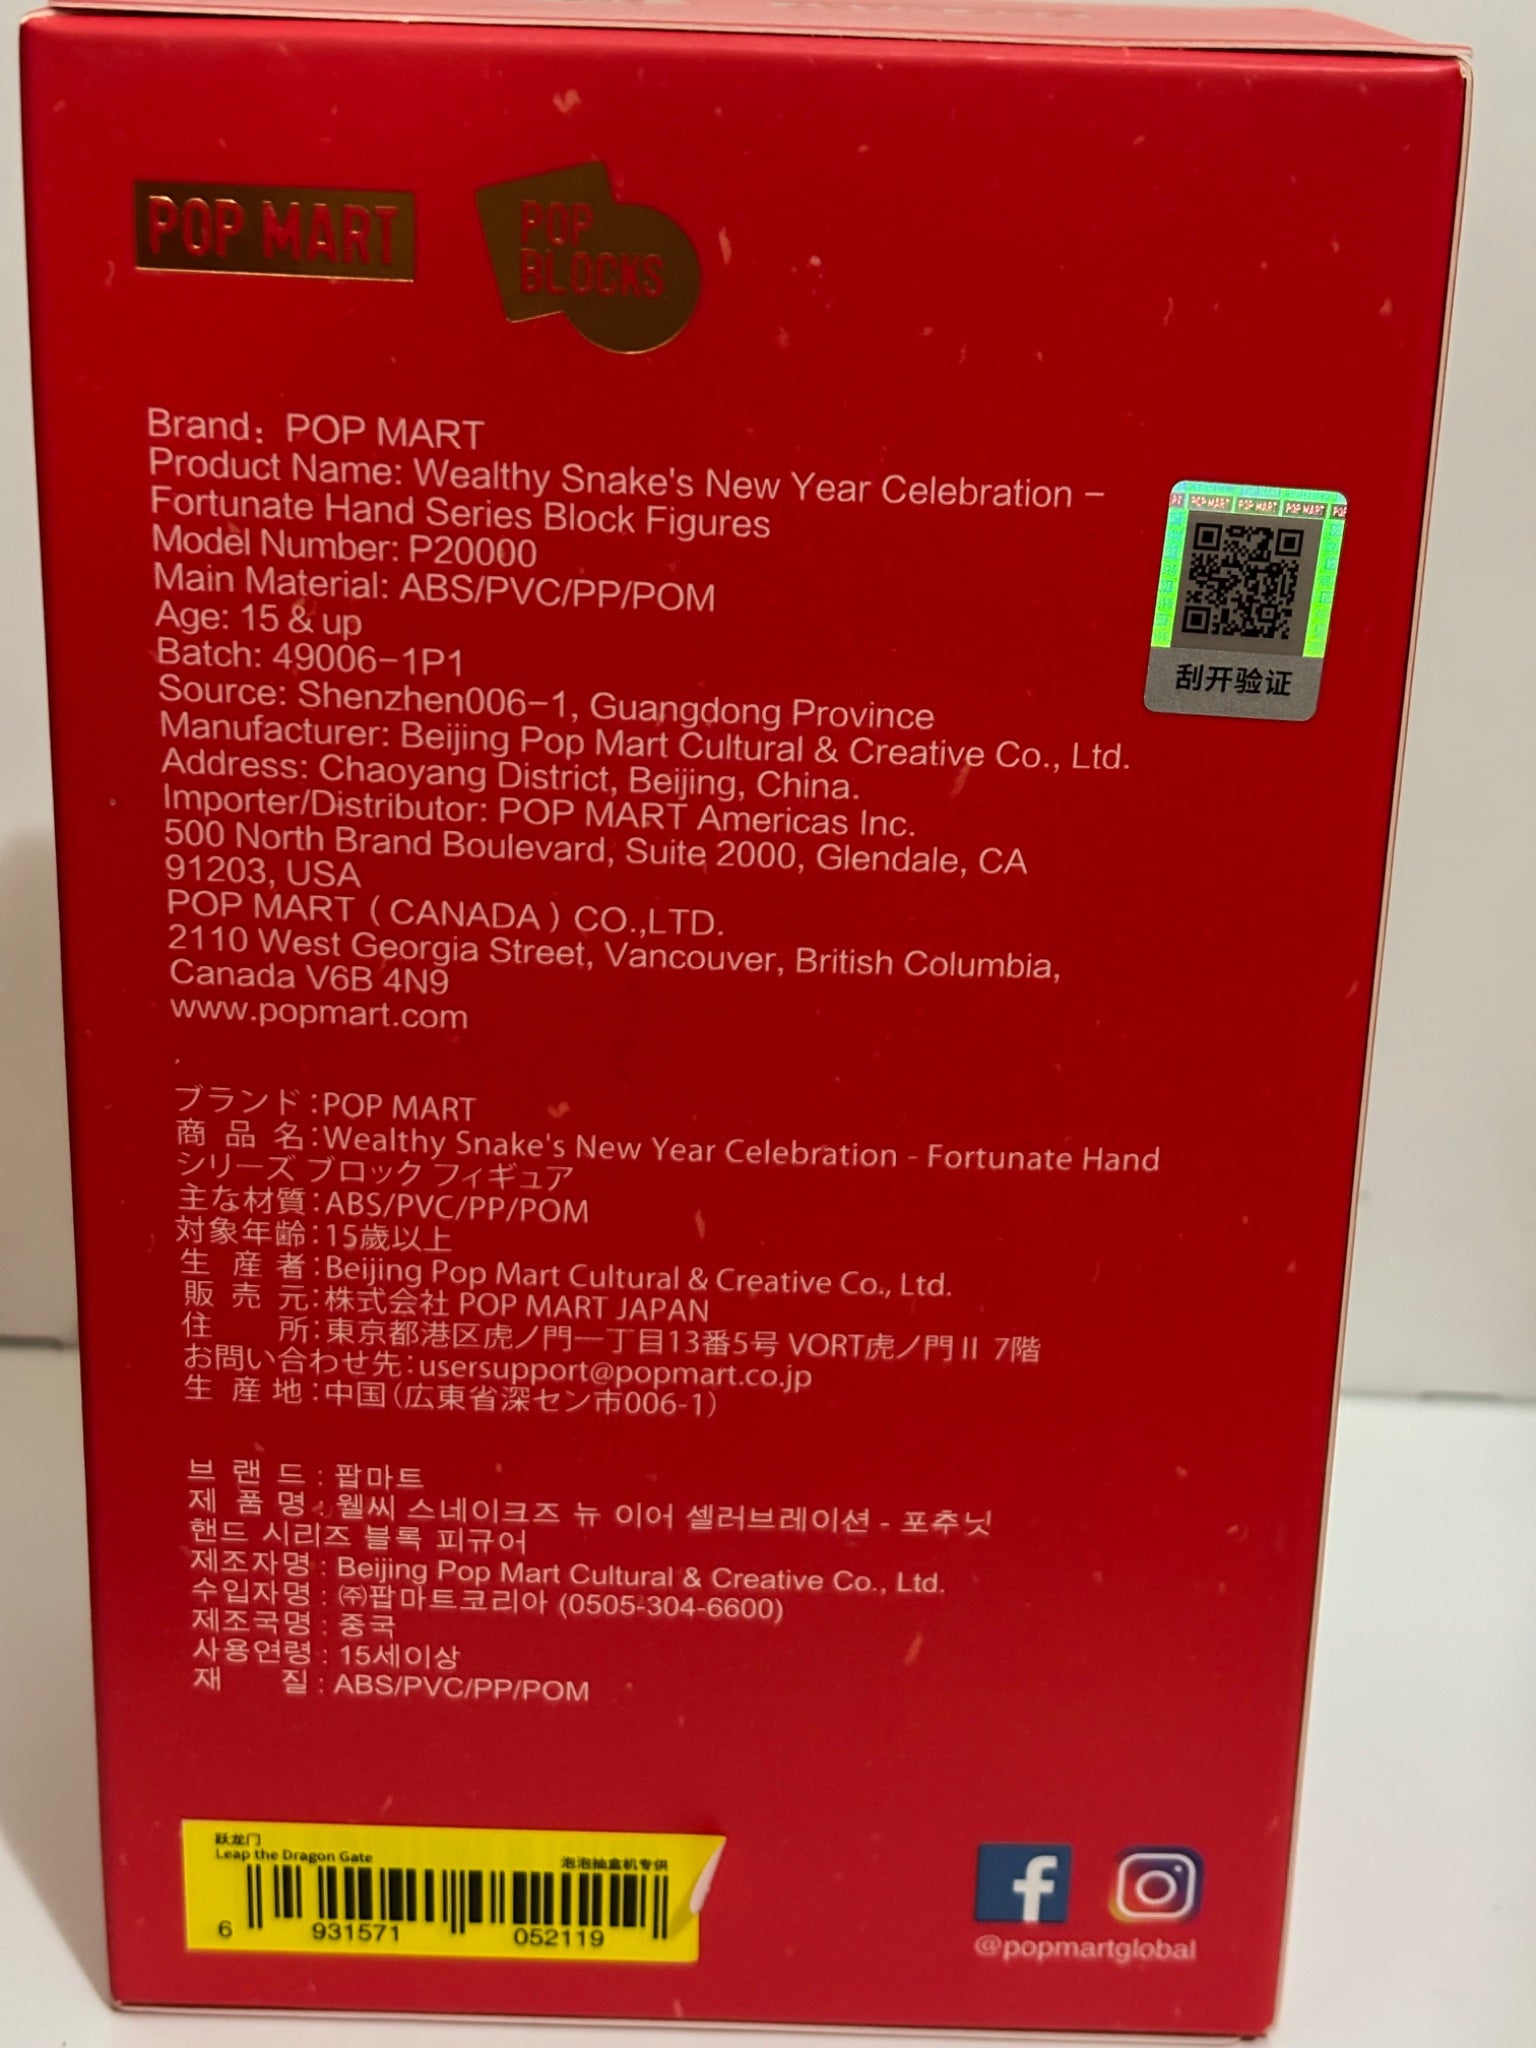 POP MART
POP
BLOCKS
Brand：POP MART
Product Name: Wealthy Snake's New Year Celebration –
Fortunate Hand Series Block Figures
Model Number: P20000
Main Material: ABS/PVC/PP/POM
Age: 15 & up
Batch: 49006–1P1
Source: Shenzhen006–1, Guangdong Province
Manufacturer: Beijing Pop Mart Cultural & Creative Co., Ltd.
Address: Chaoyang District, Beijing, China.
Importer/Distributor: POP MART Americas Inc.
500 North Brand Boulevard, Suite 2000, Glendale, CA
91203, USA
POP MART（CANADA）CO.,LTD.
2110 West Georgia Street, Vancouver, British Columbia,
Canada V6B 4N9
www.popmart.com
POP MART POP MART POP MART
刮开验证
ブランド:POP MART
商 品 名:Wealthy Snake's New Year Celebration - Fortunate Hand
シリーズ ブロック フィギュア
主な材質:ABS/PVC/PP/POM
対象年齢:15歳以上
生 産 者:Beijing Pop Mart Cultural & Creative Co., Ltd.
販 売 元:株式会社 POP MART JAPAN
住 所:東京都港区虎ノ門一丁目13番5号 VORT虎ノ門Ⅱ 7階
お問い合わせ先:usersupport@popmart.co.jp
生 産 地:中国（広東省深セン市006-1）
브 랜 드 : 팝마트
제 품 명 : 웰씨 스네이크즈 뉴 이어 셀러브레이션 - 포추닛
핸드 시리즈 블록 피규어
제조자명 : Beijing Pop Mart Cultural & Creative Co., Ltd.
수입자명 : ㈜팝마트코리아 (0505-304-6600)
제조국명 : 중국
사용연령 : 15세이상
재 질 : ABS/PVC/PP/POM
跃龙门
Leap the Dragon Gate
泡泡抽盒机专供
6 931571 052119
@popmartglobal